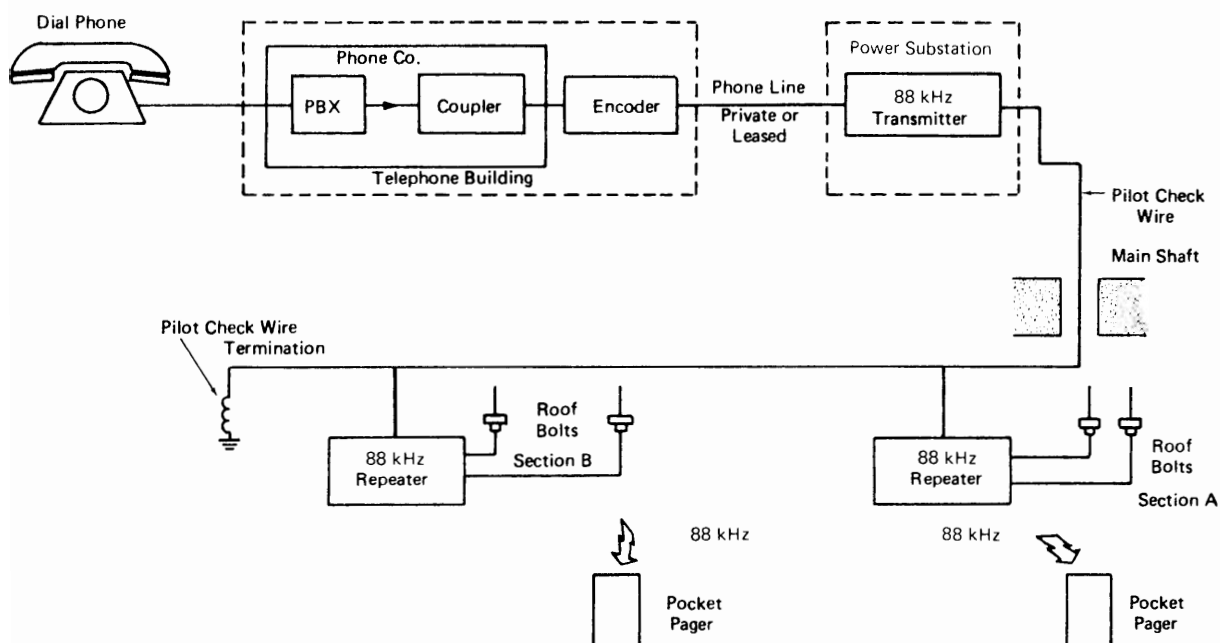 Dial Phone
Phone Co.
PBX
Coupler
Encoder
Telephone Building
Phone Line
Private or
Leased
Power Substation
88 kHz
Transmitter
Pilot Check
Wire
Main Shaft
Pilot Check Wire
Termination
88 kHz
Repeater
Roof
Bolts
Section B
88 kHz
Repeater
Roof
Bolts
Section A
88 kHz
Pocket
Pager
88 kHz
Pocket
Pager